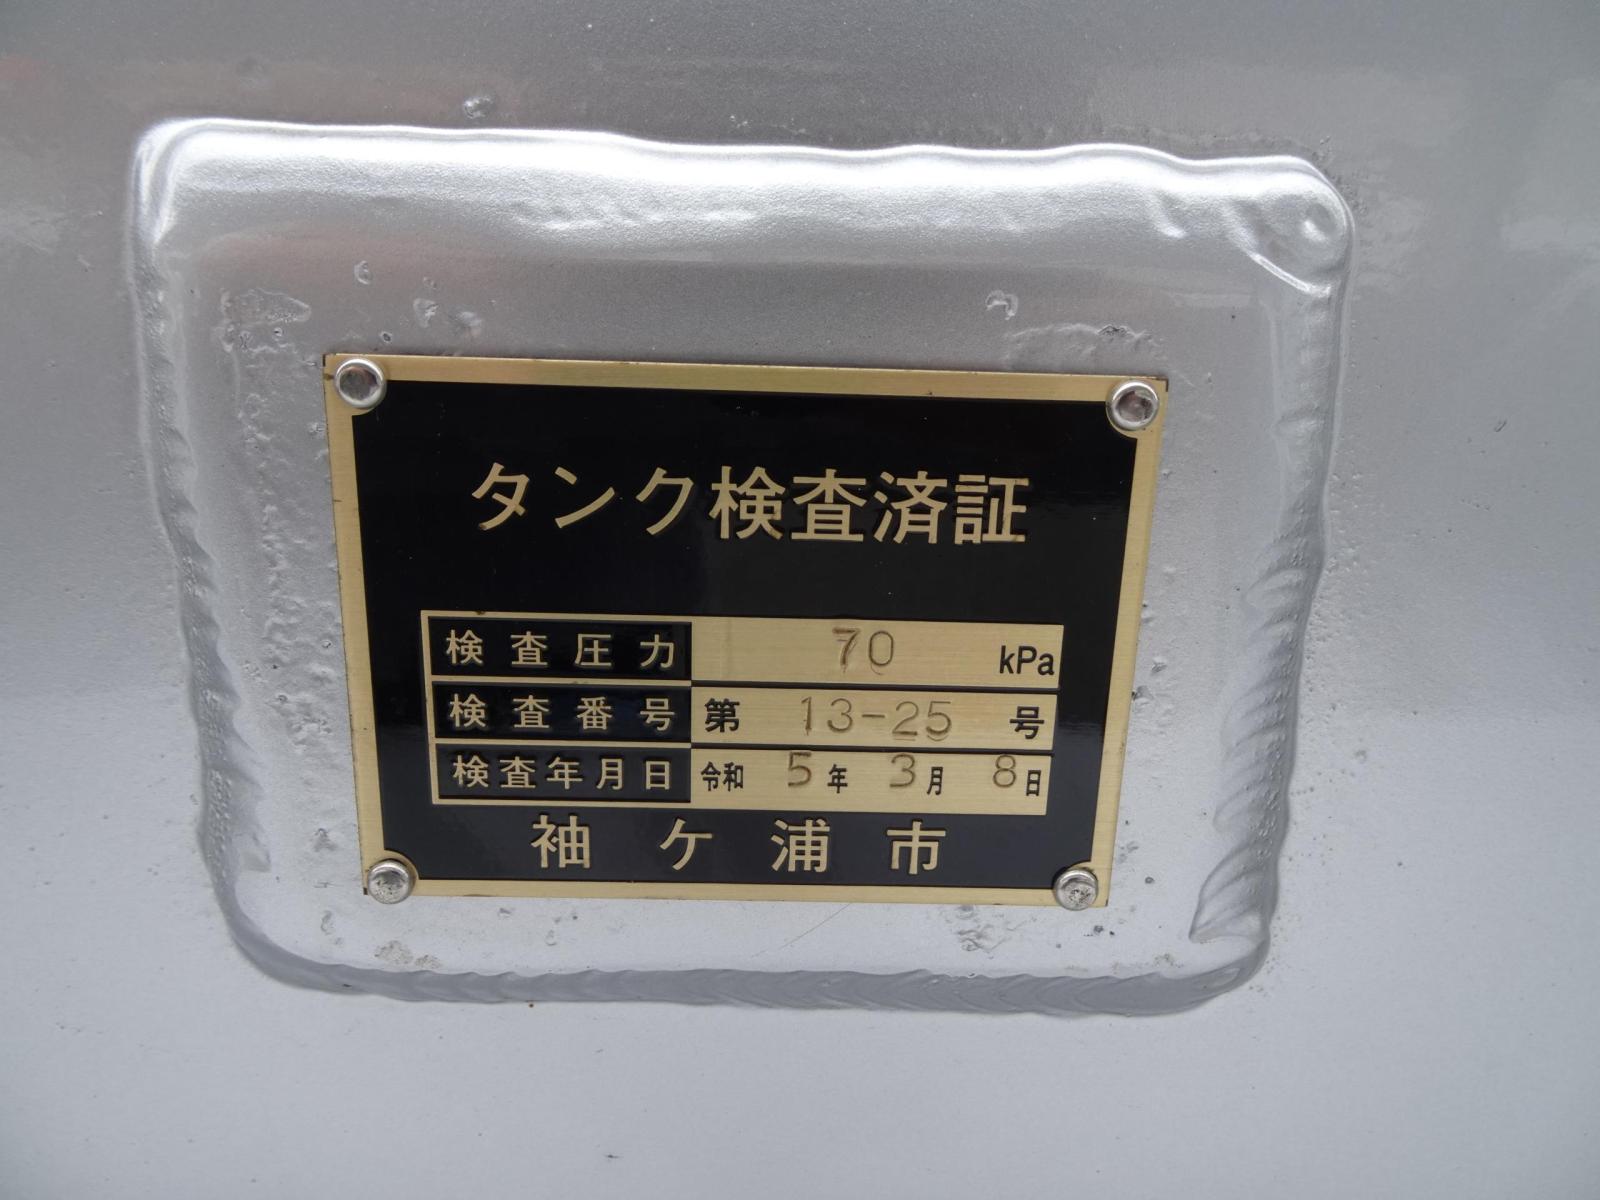 タンク検査済証
検査圧力 70 kPa
検査番号 第 13-25 号
検査年月日 令和 5 年 3 月 8 日
袖ケ浦市